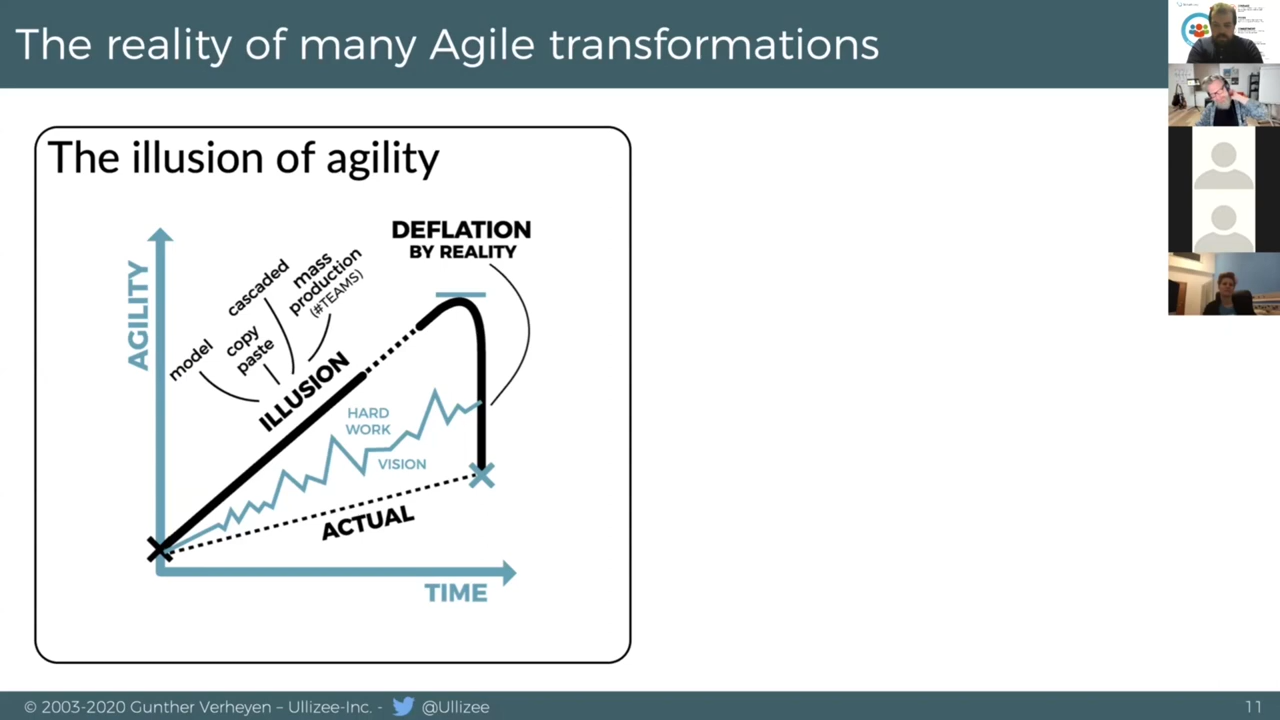 The reality of many Agile transformations
The illusion of agility
DEFLATION
BY REALITY
AGILITY
model
copy
paste
cascaded
mass
production
(#TEAMS)
ILLUSION
HARD
WORK
VISION
ACTUAL
TIME
© 2003-2020 Gunther Verheyen – Ullizee-Inc. - @Ullizee
11